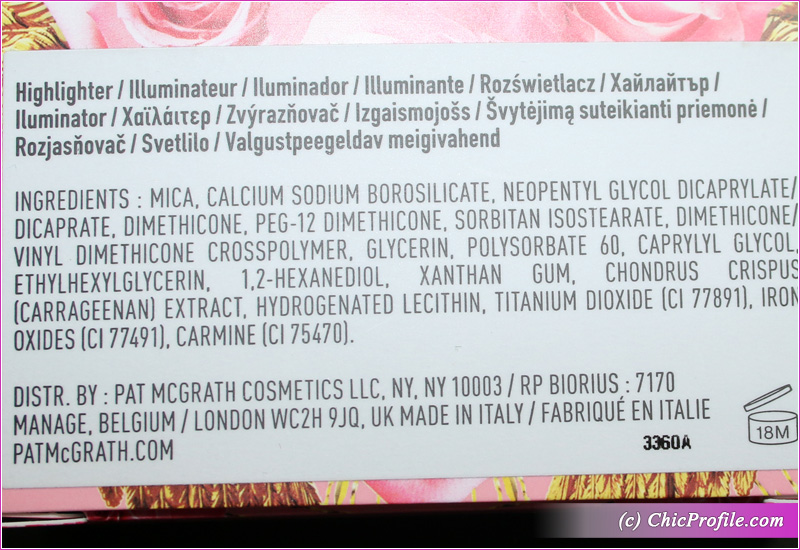 Highlighter / Illuminateur / Iluminador / Illuminante / Rozświetlacz / Хайлайтър /
Iluminator / Χαϊλάιτερ / Zvýrazňovač / Izgaismojošs / Švytėjimą suteikianti priemonė /
Rozjasňovač / Svetlilo / Valgustpeegeldav meigivahend
INGREDIENTS : MICA, CALCIUM SODIUM BOROSILICATE, NEOPENTYL GLYCOL DICAPRYLATE/
DICAPRATE, DIMETHICONE, PEG-12 DIMETHICONE, SORBITAN ISOSTEARATE, DIMETHICONE/
VINYL DIMETHICONE CROSSPOLYMER, GLYCERIN, POLYSORBATE 60, CAPRYLYL GLYCOL,
ETHYLHEXYLGLYCERIN, 1,2-HEXANEDIOL, XANTHAN GUM, CHONDRUS CRISPUS
(CARRAGEENAN) EXTRACT, HYDROGENATED LECITHIN, TITANIUM DIOXIDE (CI 77891), IRON
OXIDES (CI 77491), CARMINE (CI 75470).
DISTR. BY : PAT MCGRATH COSMETICS LLC, NY, NY 10003 / RP BIORIUS : 7170
MANAGE, BELGIUM / LONDON WC2H 9JQ, UK MADE IN ITALY / FABRIQUÉ EN ITALIE
PATMcGRATH.COM
3360A
18M
(c) ChicProfile.com